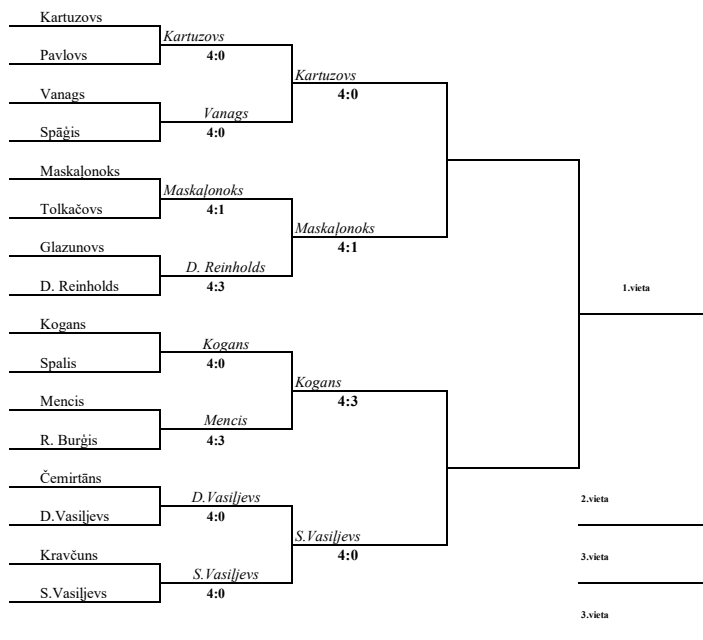 Kartuzovs
Kartuzovs
Pavlovs
4:0
Kartuzovs
Vanags
4:0
Vanags
Spāģis
4:0
Maskaļonoks
Maskaļonoks
Tolkačovs
4:1
Maskaļonoks
Glazunovs
4:1
D. Reinholds
D. Reinholds
4:3
1.vieta
Kogans
Kogans
Spalis
4:0
Kogans
Mencis
4:3
Mencis
R. Burģis
4:3
Čemirtāns
D.Vasiļjevs
2.vieta
D.Vasiļjevs
4:0
S.Vasiļjevs
Kravčuns
4:0
3.vieta
S.Vasiļjevs
S.Vasiļjevs
4:0
3.vieta